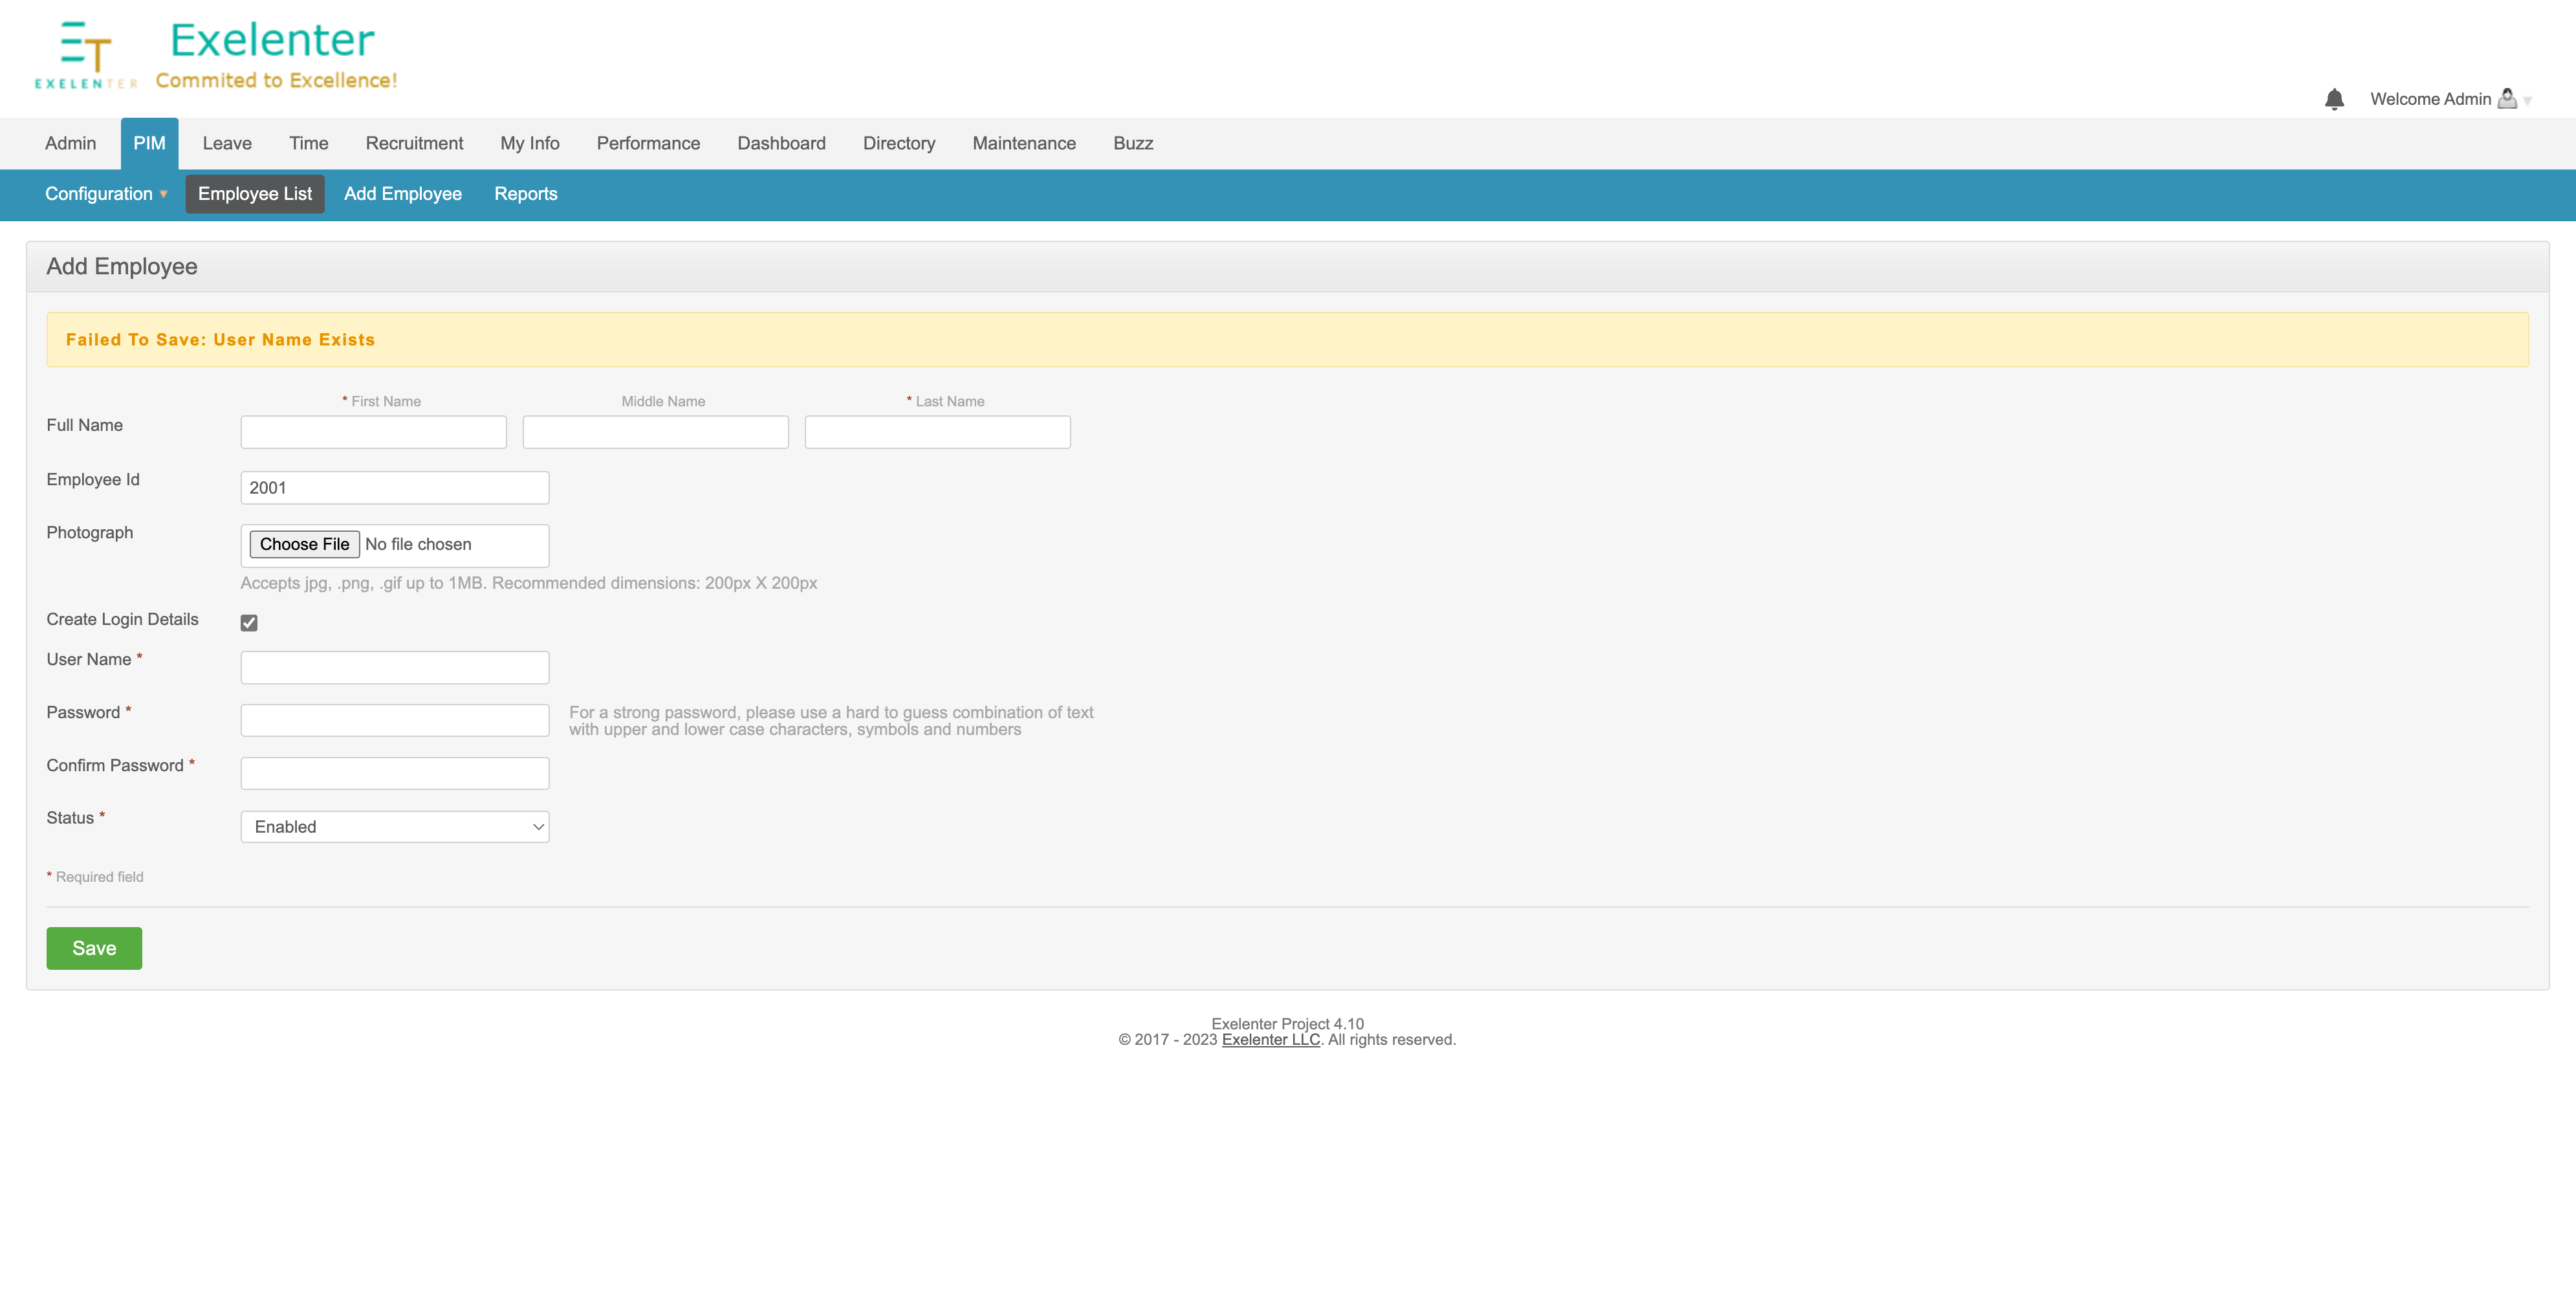 ET
EXELENTER
Exelenter
Commited to Excellence!
Welcome Admin
Admin PIM Leave Time Recruitment My Info Performance Dashboard Directory Maintenance Buzz
Configuration Employee List Add Employee Reports
Add Employee
Failed To Save: User Name Exists
* First Name Middle Name * Last Name
Full Name
Employee Id 2001
Photograph Choose File No file chosen
Accepts jpg, .png, .gif up to 1MB. Recommended dimensions: 200px X 200px
Create Login Details
User Name *
Password * For a strong password, please use a hard to guess combination of text
with upper and lower case characters, symbols and numbers
Confirm Password *
Status * Enabled
* Required field
Save
Exelenter Project 4.10
© 2017 - 2023 Exelenter LLC. All rights reserved.